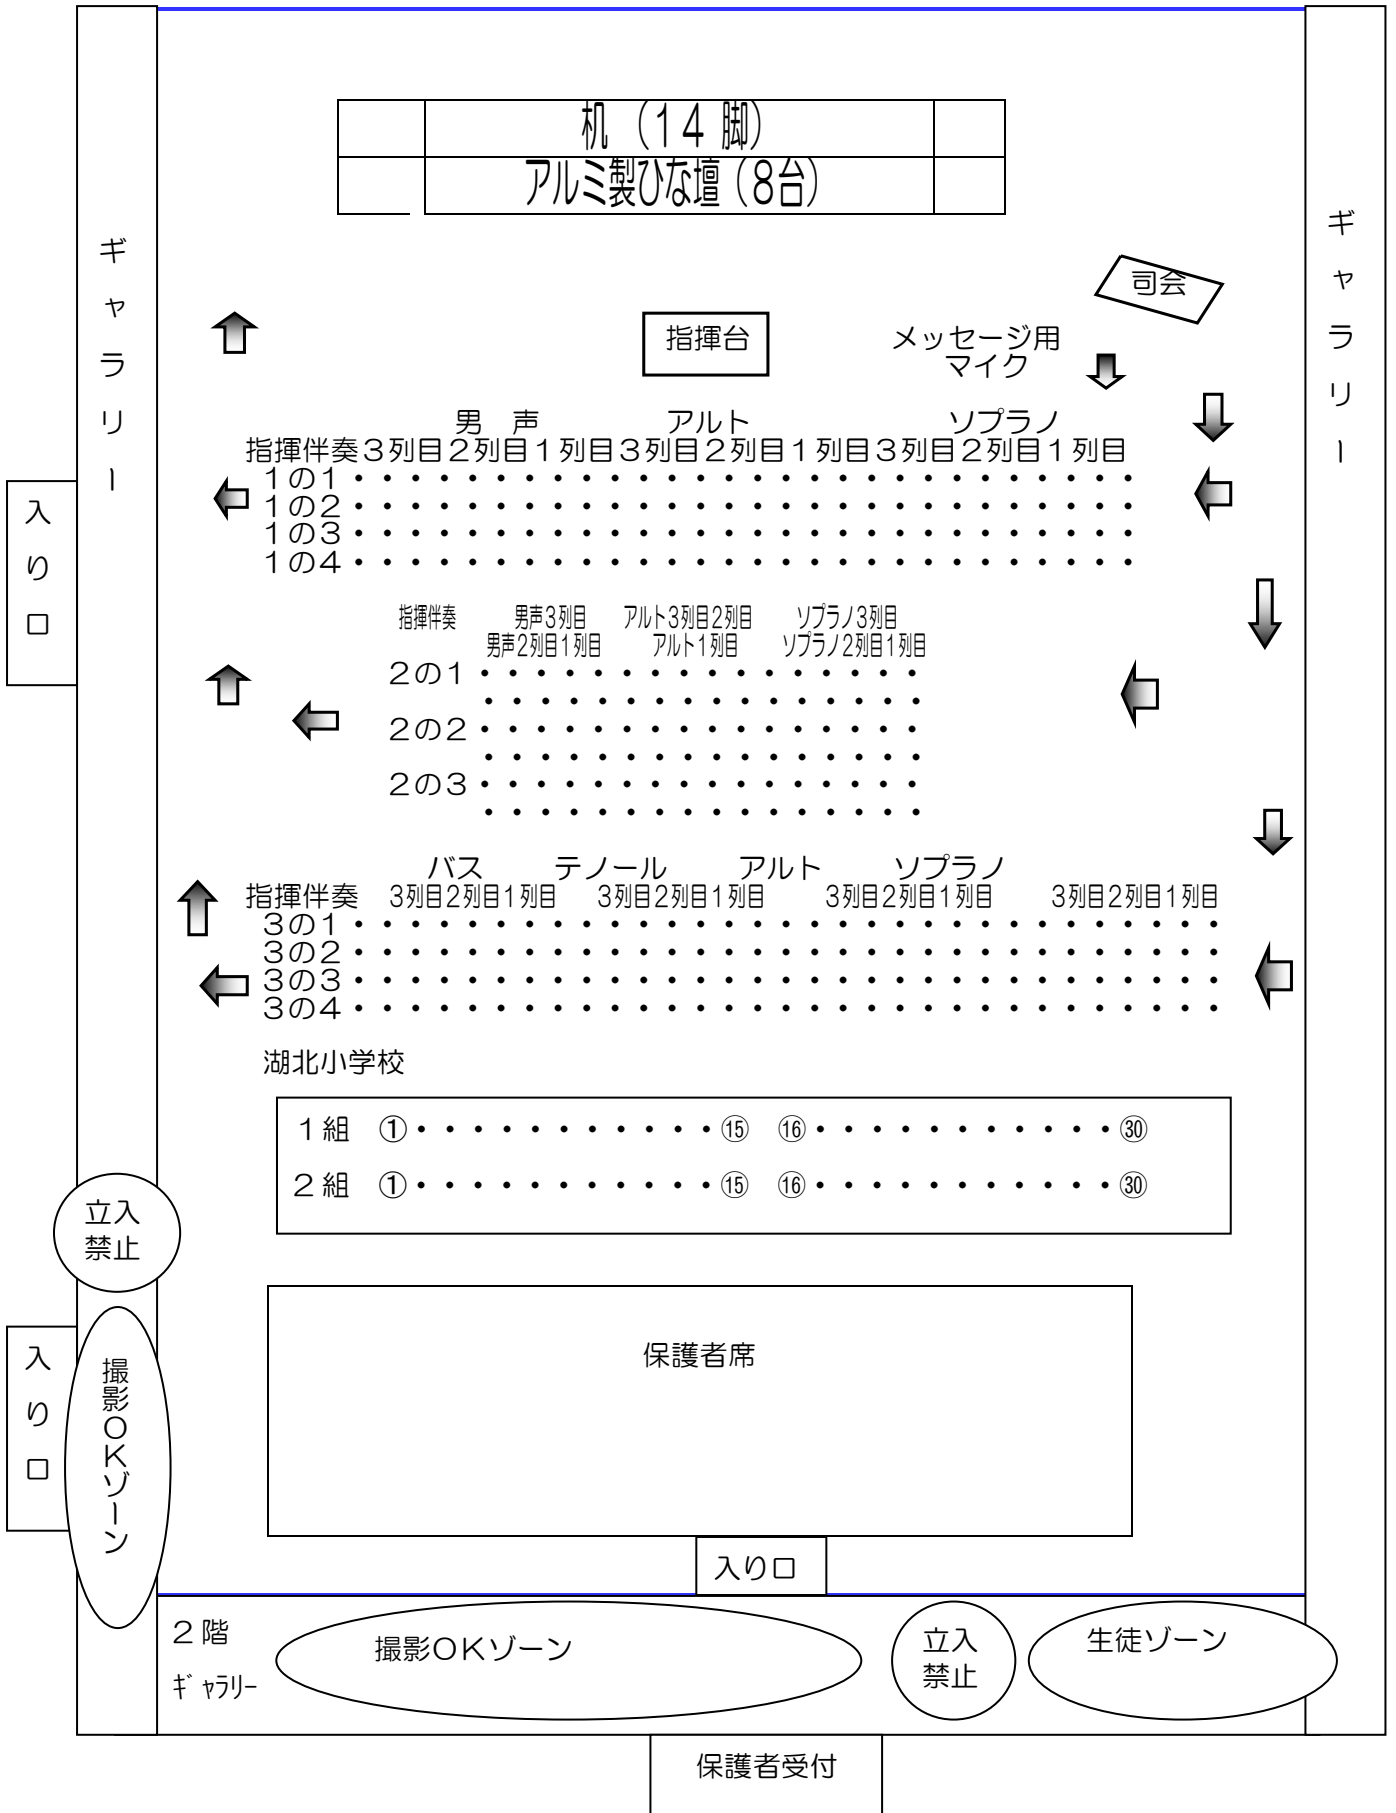 机（14 脚）
アルミ製ひな壇（8台）
ギャラリー
ギャラリー
司会
指揮台
メッセージ用
マイク
男　声　アルト　ソプラノ
指揮伴奏３列目２列目１列目３列目２列目１列目３列目２列目１列目
１の１・・・・・・・・・・・・・・・・・・・・・・・・・・・・
１の２・・・・・・・・・・・・・・・・・・・・・・・・・・・・
１の３・・・・・・・・・・・・・・・・・・・・・・・・・・・・
１の４・・・・・・・・・・・・・・・・・・・・・・・・・・・・
入り口
指揮伴奏　男声３列目　アルト３列目２列目　ソプラノ３列目
男声２列目１列目　アルト１列目　ソプラノ２列目１列目
２の１・・・・・・・・・・・・・・・・
・・・・・・・・・・・・・・・・
２の２・・・・・・・・・・・・・・・・
・・・・・・・・・・・・・・・・
２の３・・・・・・・・・・・・・・・・
・・・・・・・・・・・・・・・・
バス　テノール　アルト　ソプラノ
指揮伴奏　３列目２列目１列目　３列目２列目１列目　３列目２列目１列目　３列目２列目１列目
３の１・・・・・・・・・・・・・・・・・・・・・・・・・・・・・・・
３の２・・・・・・・・・・・・・・・・・・・・・・・・・・・・・・・
３の３・・・・・・・・・・・・・・・・・・・・・・・・・・・・・・・
３の４・・・・・・・・・・・・・・・・・・・・・・・・・・・・・・・
湖北小学校
１組　①・・・・・・・・・・・⑮　⑯・・・・・・・・・・・㉚
２組　①・・・・・・・・・・・⑮　⑯・・・・・・・・・・・㉚
立入
禁止
入り口
撮影ＯＫゾーン
保護者席
入り口
２階
ギャラリー
撮影ＯＫゾーン
立入
禁止
生徒ゾーン
保護者受付